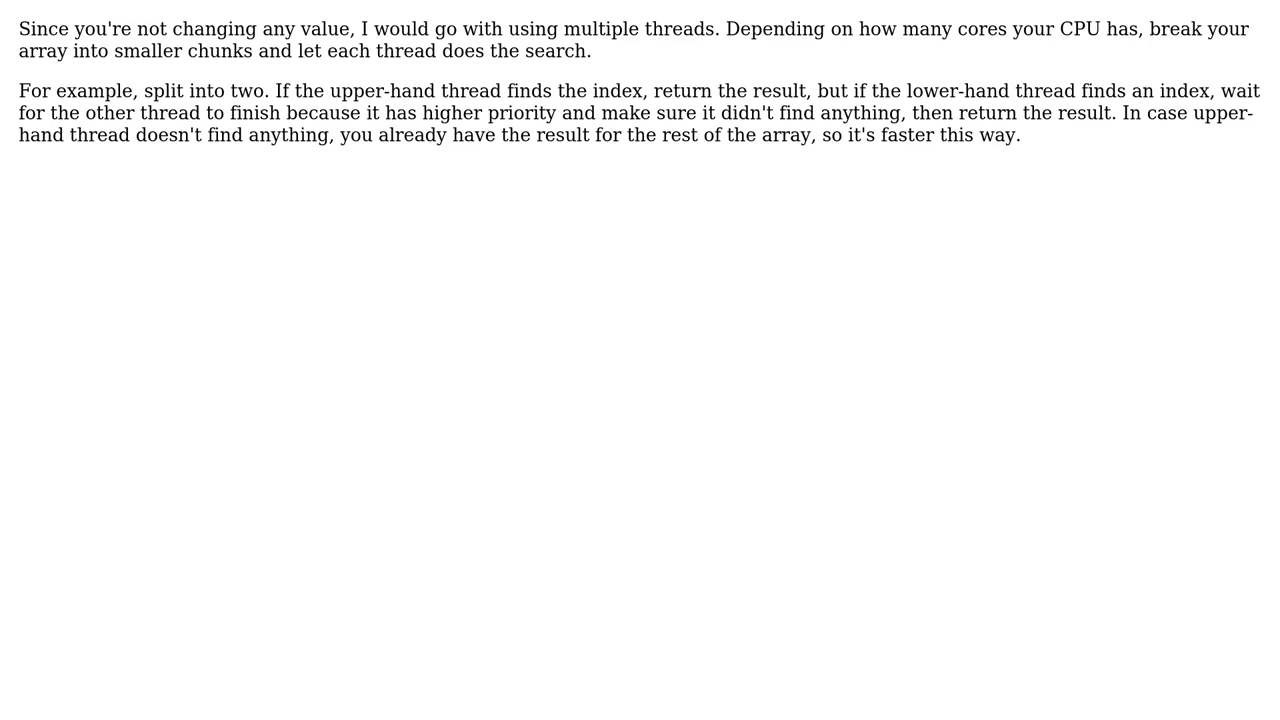 Since you're not changing any value, I would go with using multiple threads. Depending on how many cores your CPU has, break your
array into smaller chunks and let each thread does the search.
For example, split into two. If the upper-hand thread finds the index, return the result, but if the lower-hand thread finds an index, wait
for the other thread to finish because it has higher priority and make sure it didn't find anything, then return the result. In case upper-
hand thread doesn't find anything, you already have the result for the rest of the array, so it's faster this way.